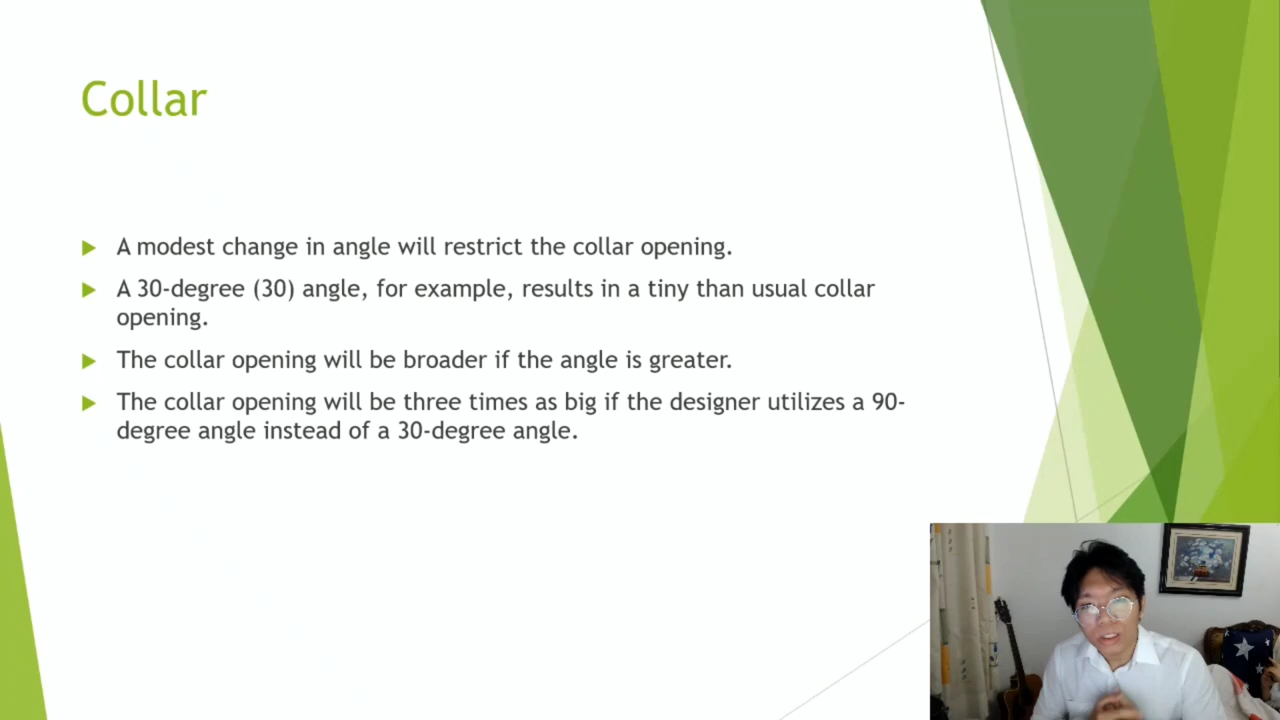 Collar
A modest change in angle will restrict the collar opening.
A 30-degree (30) angle, for example, results in a tiny than usual collar
opening.
The collar opening will be broader if the angle is greater.
The collar opening will be three times as big if the designer utilizes a 90-
degree angle instead of a 30-degree angle.